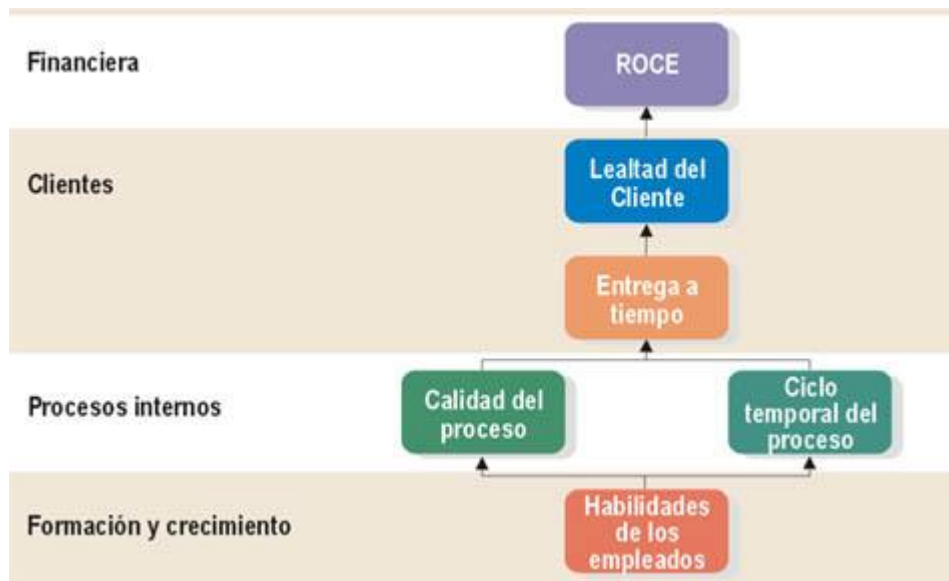 Financiera
ROCE
Clientes
Lealtad del
Cliente
Entrega a
tiempo
Procesos internos
Calidad del
proceso
Ciclo
temporal del
proceso
Formación y crecimiento
Habilidades
de los
empleados